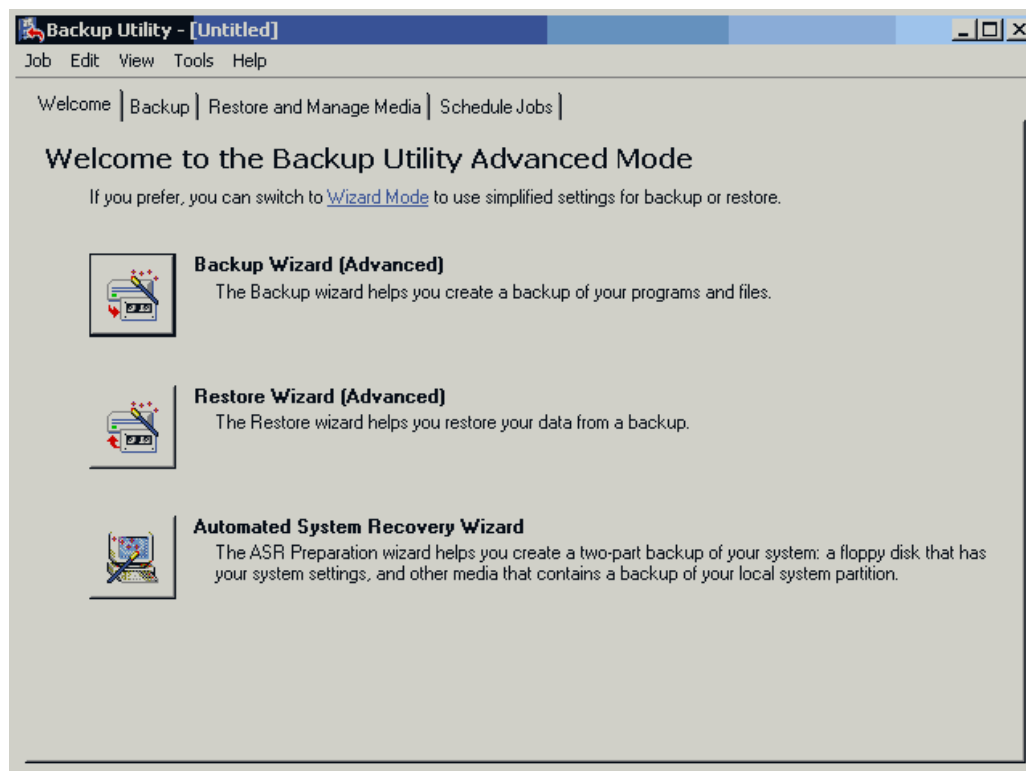 Backup Utility - [Untitled]
Job Edit View Tools Help
Welcome Backup Restore and Manage Media Schedule Jobs
Welcome to the Backup Utility Advanced Mode
If you prefer, you can switch to Wizard Mode to use simplified settings for backup or restore.
Backup Wizard (Advanced)
The Backup wizard helps you create a backup of your programs and files.
Restore Wizard (Advanced)
The Restore wizard helps you restore your data from a backup.
Automated System Recovery Wizard
The ASR Preparation wizard helps you create a two-part backup of your system: a floppy disk that has
your system settings, and other media that contains a backup of your local system partition.